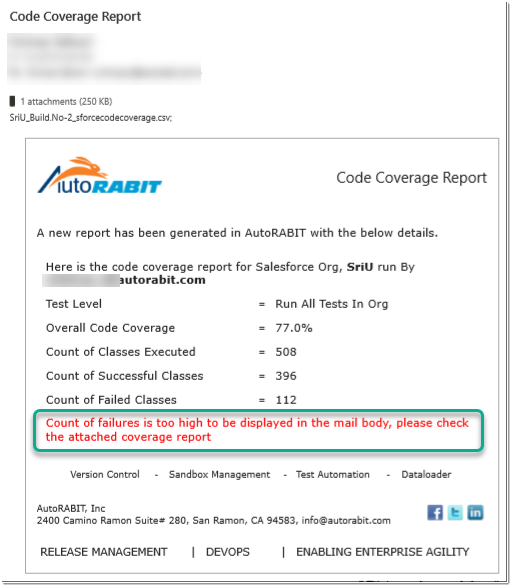 Code Coverage Report
1 attachments (250 KB)
SriU_Build.No-2_sforcecodecoverage.csv;
AutoRABIT
Code Coverage Report
A new report has been generated in AutoRABIT with the below details.
Here is the code coverage report for Salesforce Org, SriU run By
autorabit.com
Test Level = Run All Tests In Org
Overall Code Coverage = 77.0%
Count of Classes Executed = 508
Count of Successful Classes = 396
Count of Failed Classes = 112
Count of failures is too high to be displayed in the mail body, please check
the attached coverage report
Version Control - Sandbox Management - Test Automation - Dataloader
AutoRABIT, Inc
2400 Camino Ramon Suite# 280, San Ramon, CA 94583, info@autorabit.com
RELEASE MANAGEMENT | DEVOPS | ENABLING ENTERPRISE AGILITY